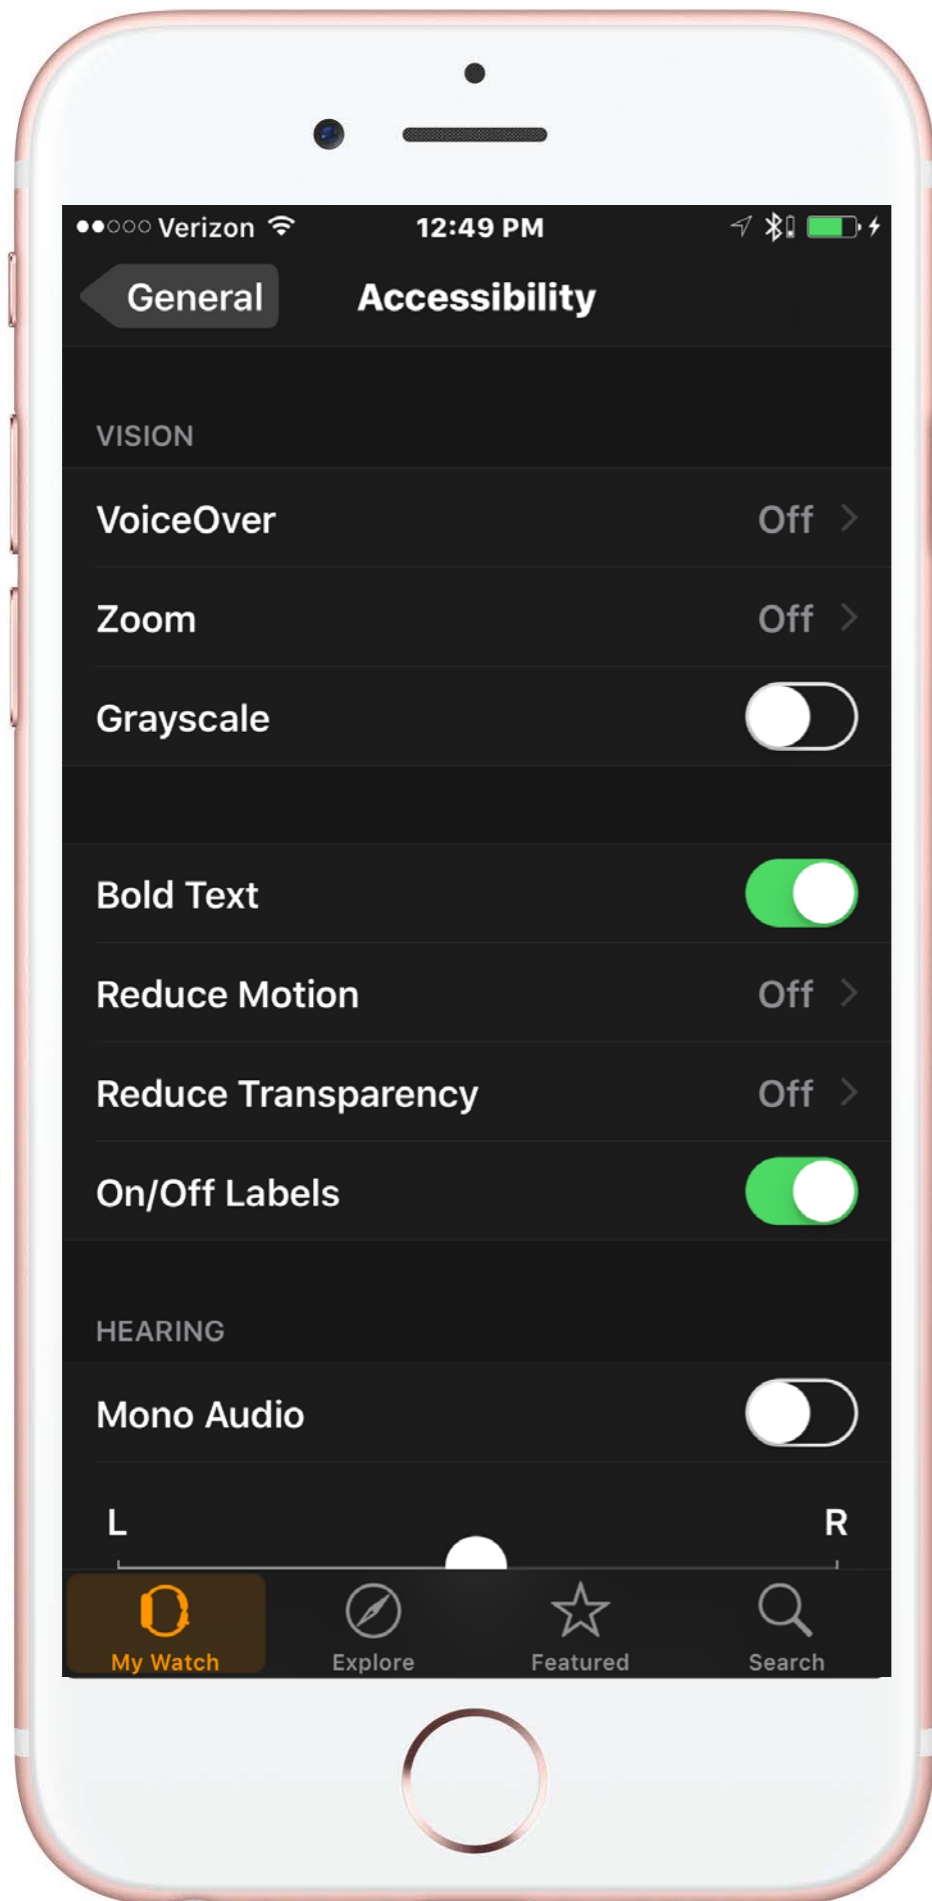 Verizon 12:49 PM
General Accessibility
VISION
VoiceOver Off
Zoom Off
Grayscale
Bold Text
Reduce Motion Off
Reduce Transparency Off
On/Off Labels
HEARING
Mono Audio
L R
My Watch Explore Featured Search